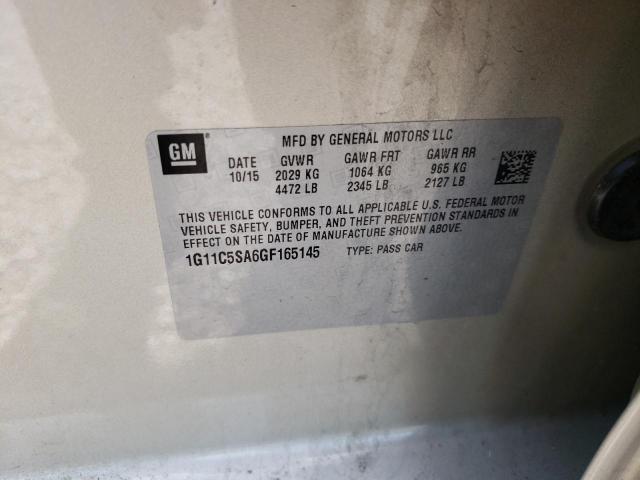 GM
MFD BY GENERAL MOTORS LLC
DATE GVWR GAWR FRT GAWR RR
10/15 2029 KG 1064 KG 965 KG
4472 LB 2345 LB 2127 LB
THIS VEHICLE CONFORMS TO ALL APPLICABLE U.S. FEDERAL MOTOR
VEHICLE SAFETY, BUMPER, AND THEFT PREVENTION STANDARDS IN
EFFECT ON THE DATE OF MANUFACTURE SHOWN ABOVE.
1G11C5SA6GF165145 TYPE: PASS CAR